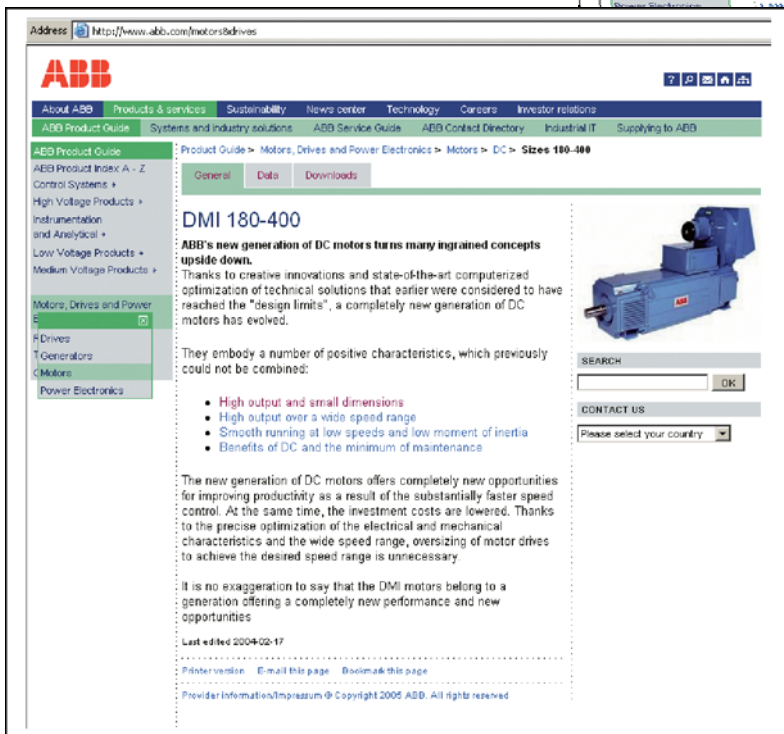 Power Electronics
Address http://www.abb.com/motors&drives
ABB
About ABB Products & services Sustainability News center Technology Careers Investor relations
ABB Product Guide Systems and industry solutions ABB Service Guide ABB Contact Directory Industrial IT Supplying to ABB
ABB Product Guide
ABB Product Index A - Z
Control Systems
High Voltage Products
Instrumentation
and Analytical
Low Voltage Products
Medium Voltage Products
Motors, Drives and Power
Drives
Generators
Motors
Power Electronics
Product Guide > Motors, Drives and Power Electronics > Motors > DC > Sizes 180-400
General Data Downloads
DMI 180-400
ABB's new generation of DC motors turns many ingrained concepts
upside down.
Thanks to creative innovations and state-of-the-art computerized
optimization of technical solutions that earlier were considered to have
reached the "design limits", a completely new generation of DC
motors has evolved.
They embody a number of positive characteristics, which previously
could not be combined:
• High output and small dimensions
• High output over a wide speed range
• Smooth running at low speeds and low moment of inertia
• Benefits of DC and the minimum of maintenance
The new generation of DC motors offers completely new opportunities
for improving productivity as a result of the substantially faster speed
control. At the same time, the investment costs are lowered. Thanks
to the precise optimization of the electrical and mechanical
characteristics and the wide speed range, oversizing of motor drives
to achieve the desired speed range is unnecessary.
It is no exaggeration to say that the DMI motors belong to a
generation offering a completely new performance and new
opportunities
Last edited 2004-02-17
Printer version E-mail this page Bookmark this page
Provider information/Impressum © Copyright 2005 ABB. All rights reserved
ABB
SEARCH
OK
CONTACT US
Please select your country